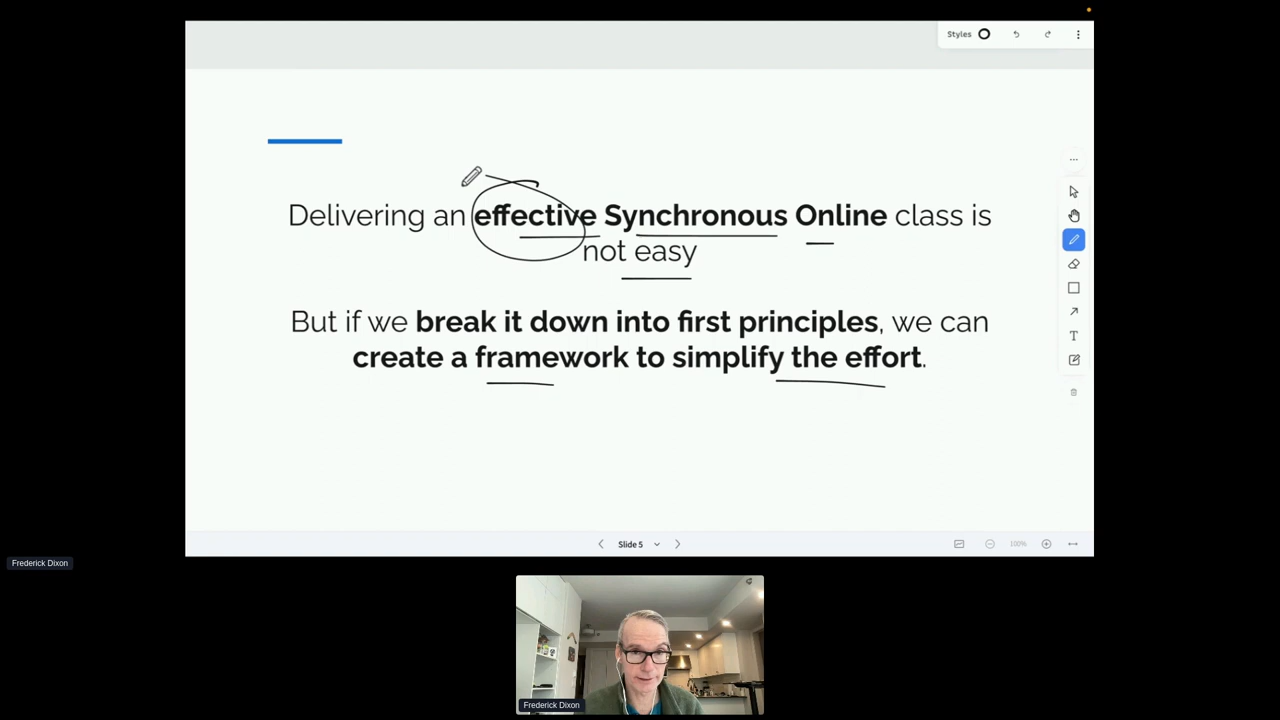 Styles
Delivering an effective Synchronous Online class is
not easy
But if we break it down into first principles, we can
create a framework to simplify the effort.
Slide 5
100%
Frederick Dixon
Frederick Dixon